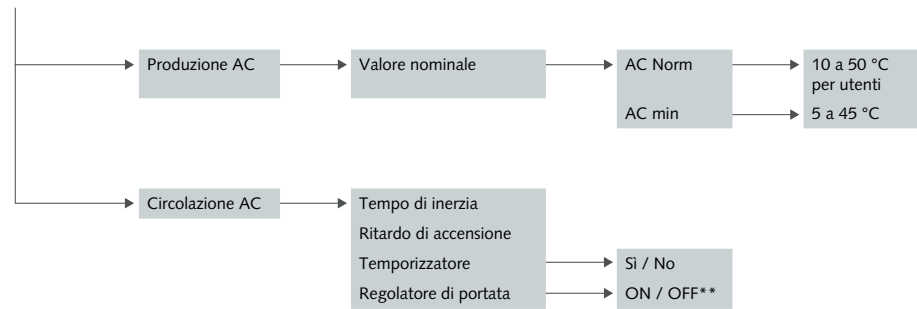 Produzione AC
Valore nominale
AC Norm
10 a 50 °C
per utenti
AC min
5 a 45 °C
Circolazione AC
Tempo di inerzia
Ritardo di accensione
Temporizzatore
Sì / No
Regolatore di portata
ON / OFF**